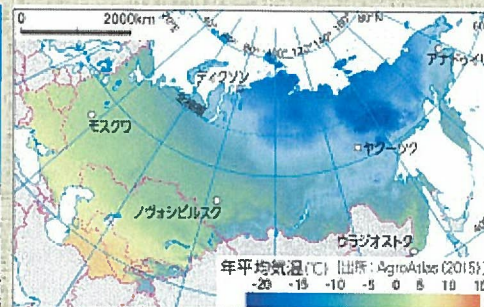 0 2000km
80°N
ディクソン
アナドゥイリ
モスクワ
ヤクーツク
ノヴォシビルスク
ウラジオストク
年平均気温(℃) [出所:AgroAtlas(2015)]
-20 -15 -10 -5 0 5 10